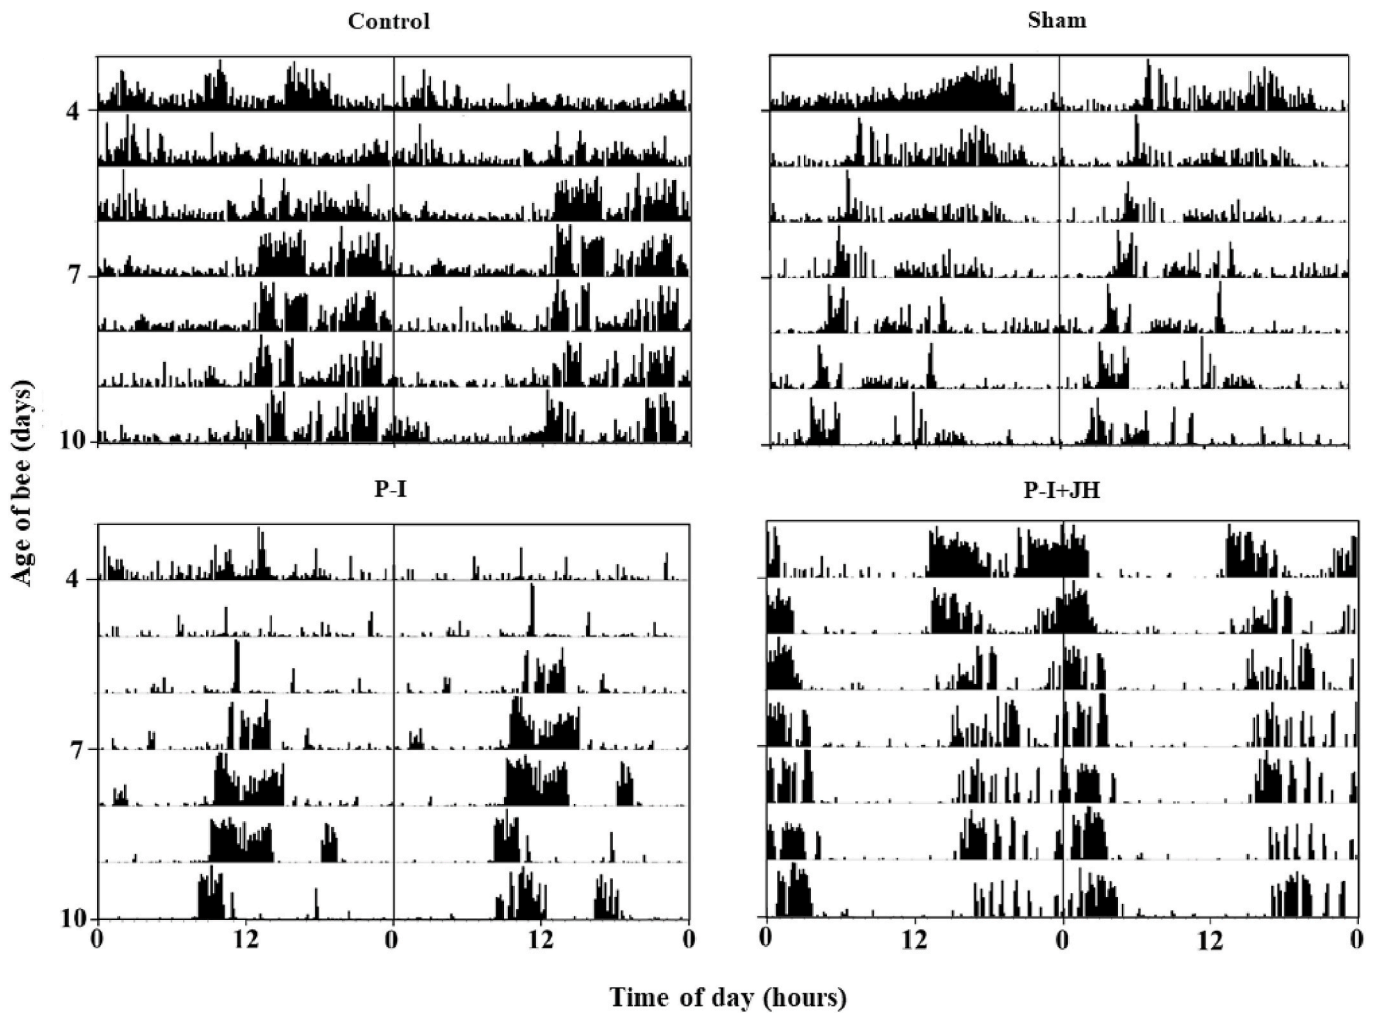 Control
Sham
4
7
10
P-I
P-I+JH
Age of bee (days)
4
7
10
0 12 0 12 0
0 12 0 12 0
Time of day (hours)